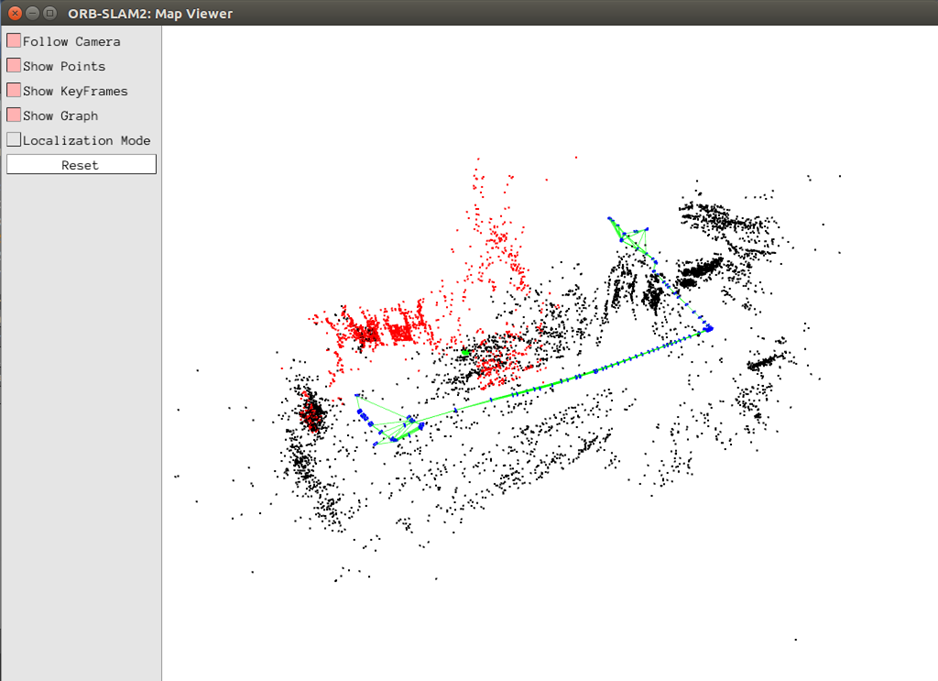 ORB-SLAM2: Map Viewer
Follow Camera
Show Points
Show KeyFrames
Show Graph
Localization Mode
Reset